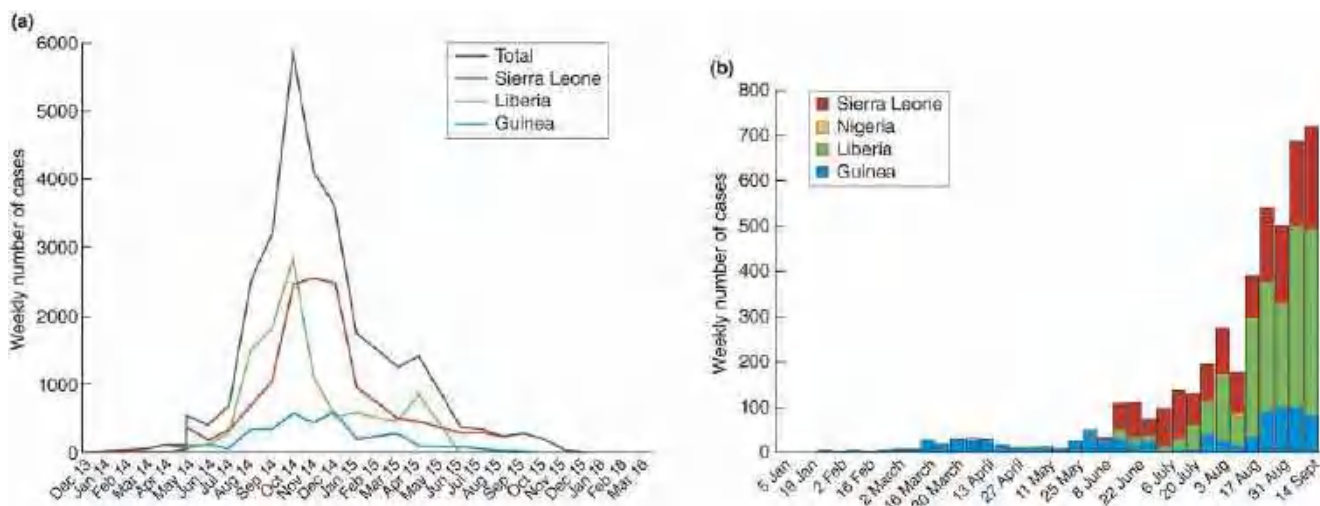 (a)
6000
5000
4000
3000
2000
1000
0
Weekly number of cases
Total
Sierra Leone
Liberia
Guinea
Dec 13
Jan 14
Feb 14
Mar 14
Apr 14
May 14
Jun 14
Jul 14
Aug 14
Sep 14
Oct 14
Nov 14
Dec 14
Jan 15
Feb 15
Mar 15
Apr 15
May 15
Jun 15
Jul 15
Aug 15
Sep 15
Oct 15
Nov 15
Dec 15
Jan 16
Feb 16
Mar 16
(b)
800
700
600
500
400
300
200
100
0
Weekly number of cases
Sierra Leone
Nigeria
Liberia
Guinea
5 Jan
19 Jan
2 Feb
16 Feb
2 March
16 March
30 March
13 April
27 April
11 May
25 May
8 June
22 June
6 July
20 July
3 Aug
17 Aug
31 Aug
14 Sept